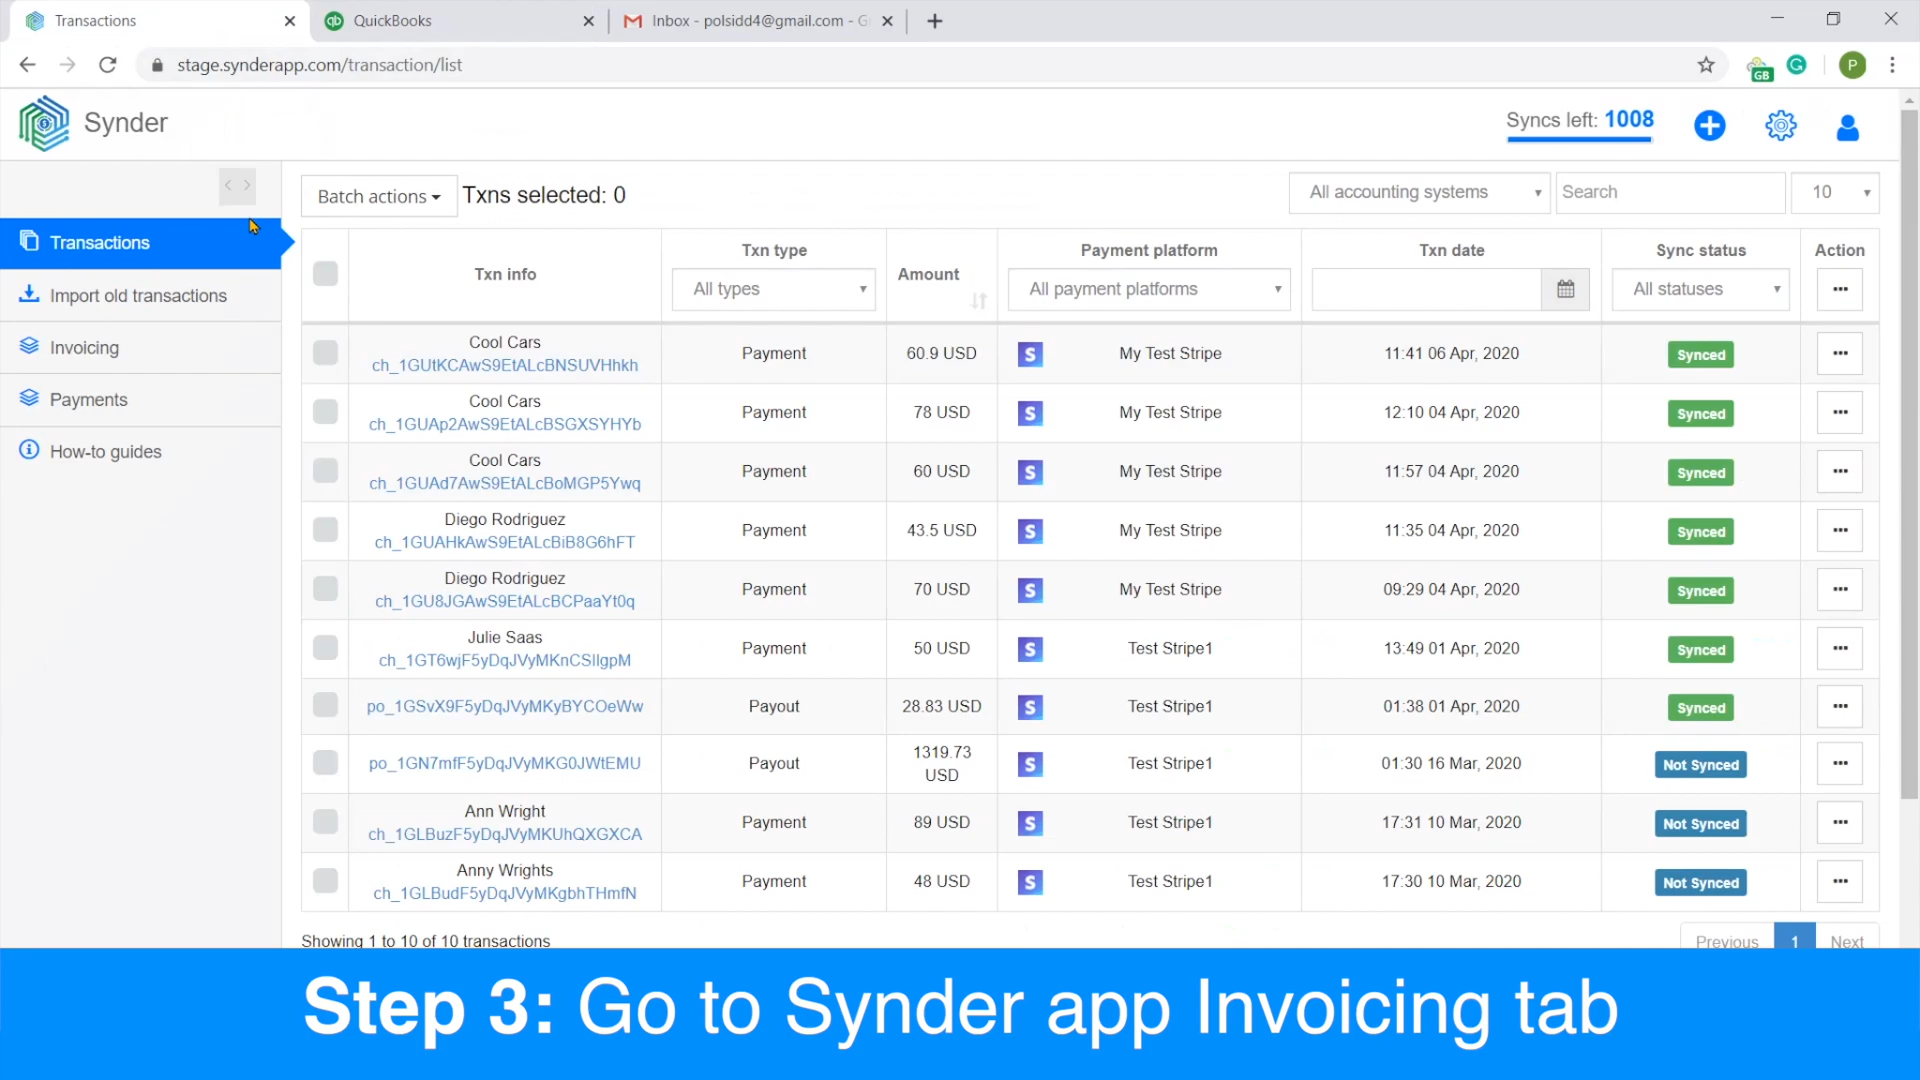 Transactions
QuickBooks
Inbox - polsidd4@gmail.com - G
stage.synderapp.com/transaction/list
GB
P
Synder
Syncs left: 1008
Batch actions
Txns selected: 0
All accounting systems
Search
10
Transactions
Import old transactions
Invoicing
Payments
How-to guides
Txn info
Txn type
Amount
Payment platform
Txn date
Sync status
Action
All types
All payment platforms
All statuses
Cool Cars
ch_1GUtKCAwS9EtALcBNSUVHhkh
Payment
60.9 USD
My Test Stripe
11:41 06 Apr, 2020
Synced
Cool Cars
ch_1GUAp2AwS9EtALcBSGXSYHYb
Payment
78 USD
My Test Stripe
12:10 04 Apr, 2020
Synced
Cool Cars
ch_1GUAd7AwS9EtALcBoMGP5Ywq
Payment
60 USD
My Test Stripe
11:57 04 Apr, 2020
Synced
Diego Rodriguez
ch_1GUAHkAwS9EtALcBiB8G6hFT
Payment
43.5 USD
My Test Stripe
11:35 04 Apr, 2020
Synced
Diego Rodriguez
ch_1GU8JGAwS9EtALcBCPaaYt0q
Payment
70 USD
My Test Stripe
09:29 04 Apr, 2020
Synced
Julie Saas
ch_1GT6wjF5yDqJVyMKnCSIlgpM
Payment
50 USD
Test Stripe1
13:49 01 Apr, 2020
Synced
po_1GSvX9F5yDqJVyMKyBYCOeWw
Payout
28.83 USD
Test Stripe1
01:38 01 Apr, 2020
Synced
po_1GN7mfF5yDqJVyMKG0JWtEMU
Payout
1319.73
USD
Test Stripe1
01:30 16 Mar, 2020
Not Synced
Ann Wright
ch_1GLBuzF5yDqJVyMKUhQXGXCA
Payment
89 USD
Test Stripe1
17:31 10 Mar, 2020
Not Synced
Anny Wrights
ch_1GLBudF5yDqJVyMKgbhTHmfN
Payment
48 USD
Test Stripe1
17:30 10 Mar, 2020
Not Synced
Showing 1 to 10 of 10 transactions
Previous
1
Next
Step 3: Go to Synder app Invoicing tab